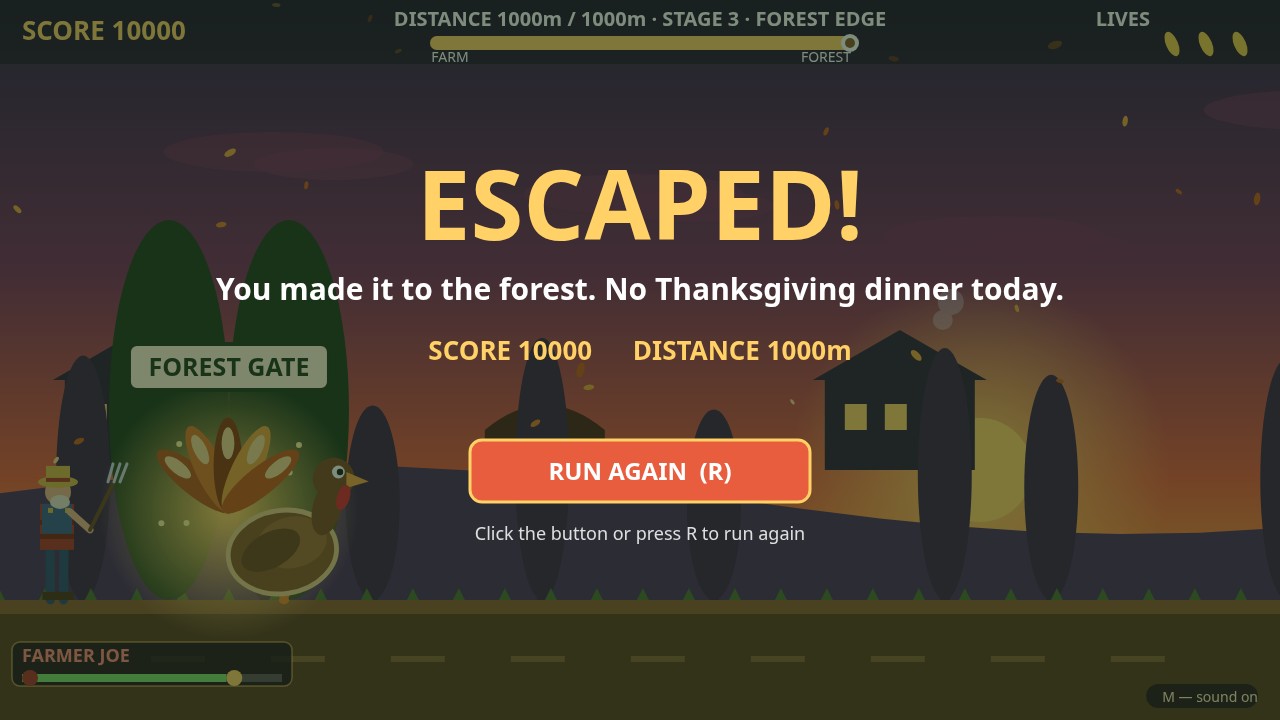 SCORE 10000
DISTANCE 1000m / 1000m · STAGE 3 · FOREST EDGE
LIVES
FARM
FOREST
ESCAPED!
You made it to the forest. No Thanksgiving dinner today.
SCORE 10000 DISTANCE 1000m
FOREST GATE
RUN AGAIN (R)
Click the button or press R to run again
FARMER JOE
M — sound on